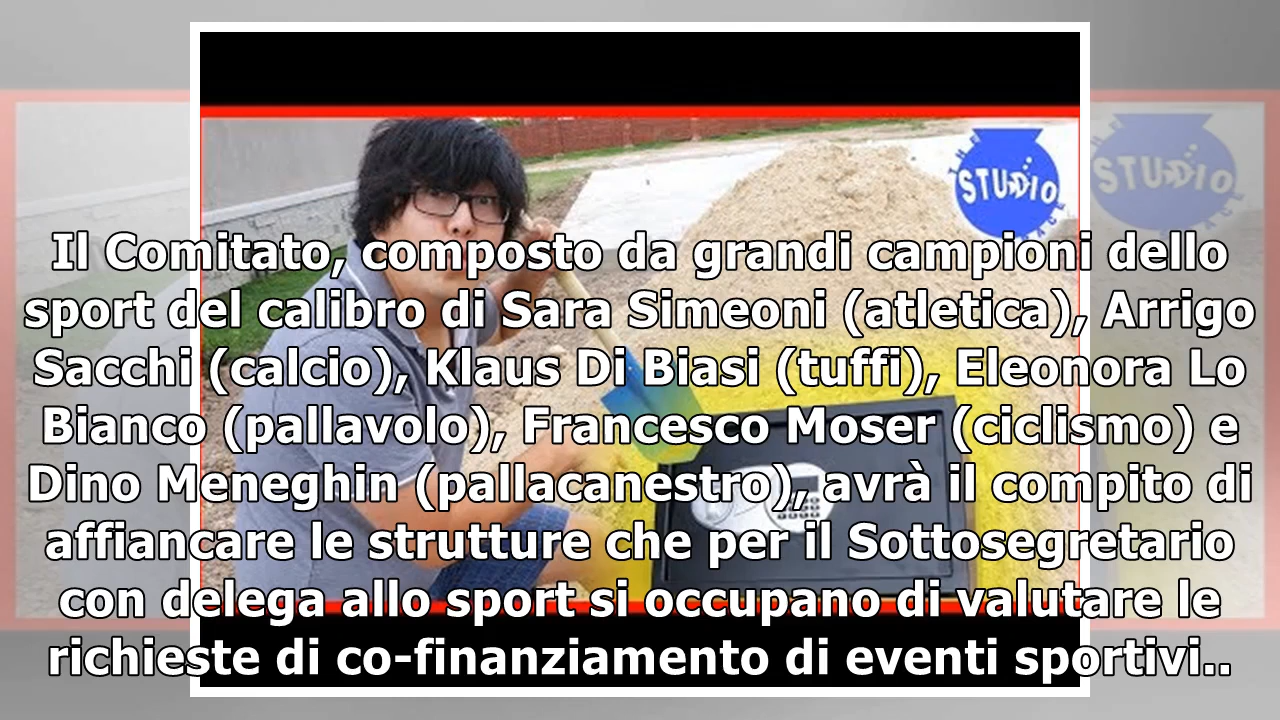 THE
STUDIO
SPACE
STUDIO
Il Comitato, composto da grandi campioni dello
sport del calibro di Sara Simeoni (atletica), Arrigo
Sacchi (calcio), Klaus Di Biasi (tuffi), Eleonora Lo
Bianco (pallavolo), Francesco Moser (ciclismo) e
Dino Meneghin (pallacanestro), avrà il compito di
affiancare le strutture che per il Sottosegretario
con delega allo sport si occupano di valutare le
richieste di co-finanziamento di eventi sportivi..